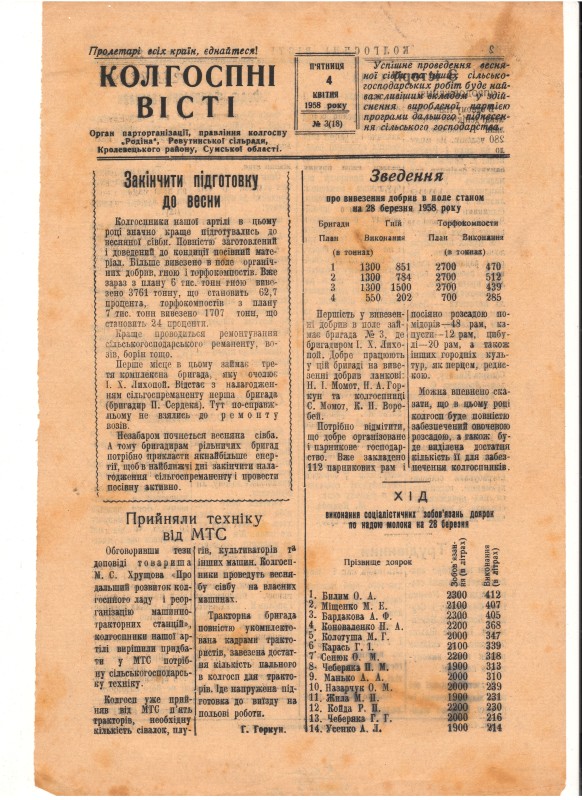 Пролетарі всіх країн, єднайтеся!
КОЛГОСПНІ
ВІСТІ
Орган парторганізації, правління колгоспу
„Родіна", Ревутинської сільради,
Кролевецького району, Сумської області.
П'ЯТНИЦЯ
4
КВІТНЯ
1958 року
№ 3(18)
Успішне проведення весня-
ної сівби та інших сільсько-
господарських робіт буде най-
важливішим вкладом у здій-
снення виробленої партією
програми дальшого піднесен-
ня сільського господарства.
Закінчити підготовку
до весни
Колгоспники нашої артілі в цьому
році значно краще підготувались до
весняної сівби. Повністю заготовлений
і доведений до кондиції посівний мате-
ріал. Більше вивезено в поле органіч-
них добрив, гною і торфокомпостів. Вже
зараз з плану 6 тис. тонн гною виве-
зено 3761 тонну, що становить 62,7
процента, торфокомпостів з плану
7 тис. тонн вивезено 1707 тонн, що
становить 24 процента.
Краще проводиться ремонтування
сільськогосподарського реманенту, во-
зів, борін тощо.
Перше місце в цьому займає тре-
тя комплексна бригада, яку очолює
І. Х. Лихопой. Відстає з налагоджен-
ням сільгоспреманенту перша бригада
(бригадир П. Сердека). Тут по-справж-
ньому не взялись до ремонту
возів.
Незабаром почнеться весняна сівба.
А тому бригадирам рільничих бригад
потрібно прикласти якнайбільше енер-
гії, щоб в найближчі дні закінчити нала-
годження сільгоспреманенту і провести
посівну активно.
Прийняли техніку
від МТС
Обговоривши тези
доповіді товариша
М. С. Хрущова «Про
дальший розвиток кол-
госпного ладу і реор-
ганізацію машинно-
тракторних станцій»,
колгоспники нашої ар-
тілі вирішили придба-
ти у МТС потріб-
ну сільськогосподарсь-
ку техніку.
Колгосп уже прий-
няв від МТС п'ять
тракторів, необхідну
кількість сівалок, плу-
гів, культиваторів та
інших машин. Колгосп-
ники проведуть весня-
ну сівбу на власних
машинах.
Тракторна бригада
повністю укомплекто-
вана кадрами тракто-
ристів, завезена достат-
ня кількість пального
в колгосп для тракто-
рів. Іде напружена під-
готовка до виїзду на
польові роботи.
Г. Горкун.
Зведення
про вивезення добрив в поле станом
на 28 березня 1958 року
Бригади Гній Торфокомпости
План Виконання План Виконання
(в тоннах) (в тоннах)
1 1300 851 2700 470
2 1300 784 2700 512
3 1300 1500 2700 439
4 550 202 700 285
Першість у вивезен-
ні добрив в поле зай-
має бригада № 3, де
бригадиром І. Х. Лихо-
пой. Добре працюють
у цій бригаді на виве-
зенні добрив ланкові:
Н. І. Момот, Н. А. Гор-
кун та колгоспниці
Є. Момот, К. Н. Воро-
бей.
Потрібно відмітити,
що добре організоване
і парникове господар-
ство. Вже закладено
112 парникових рам і
посіяно розсадою по-
мідорів—48 рам, ка-
пусти—12 рам, цибу-
лі—20 рам, а також
інших городніх куль-
тур, як перцем, редис-
кою.
Можна впевнено ска-
зати, що в цьому році
колгосп буде повністю
забезпечений овочевою
розсадою, а також бу-
де виділена достатня
кількість її для забез-
печення колгоспників.
ХІД
виконання соціалістичних зобов'язань доярок
по надою молока на 28 березня
Прізвище доярок
Зобов'язан-
ня (в літрах)
Виконання
(в літрах)
1. Билим О. А. 2300 412
2. Міщенко М. Е. 2100 407
3. Бардакова А. Ф. 2300 405
4. Коноваленко Н. А. 2200 368
5. Колотуша М. Г. 2000 347
6 Карась Г. І. 2100 339
7. Сенюк О. М. 2200 318
8. Чеберяка П. М. 1900 313
9. Манько А. А. 2000 310
10. Назарчук О. М. 2000 239
11. Жила М. Н. 1900 231
12. Койда Р. П. 2200 230
13. Чеберяка Г. Г. 2000 216
14. Усенко А. Л. 1900 214